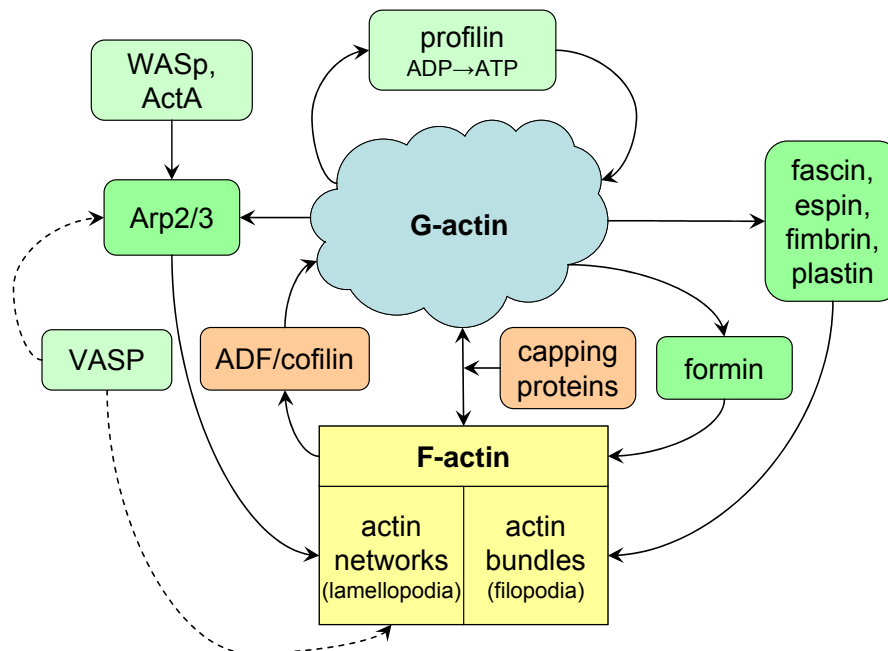 profilin
ADP→ATP
WASp,
ActA
fascin,
espin,
fimbrin,
plastin
Arp2/3
G-actin
VASP
ADF/cofilin
capping
proteins
formin
F-actin
actin
networks
(lamellopodia)
actin
bundles
(filopodia)